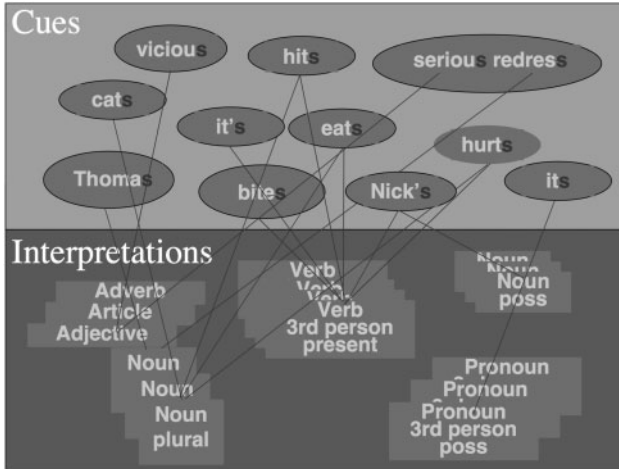 Cues
vicious
hits
serious redress
cats
it's
eats
hurts
Thomas
bites
Nick's
its
Interpretations
Adverb
Article
Adjective
Noun
Noun
Noun
plural
Verb
Verb
Verb
Verb
3rd person
present
Noun
Noun
Noun
poss
Pronoun
Pronoun
Pronoun
3rd person
poss